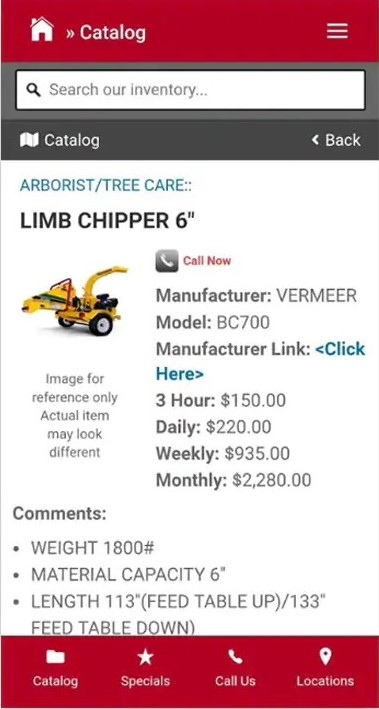 » Catalog
Search our inventory...
Catalog
Back
ARBORIST/TREE CARE::
LIMB CHIPPER 6"
Call Now
Manufacturer: VERMEER
Model: BC700
Manufacturer Link: <Click
Here>
3 Hour: $150.00
Daily: $220.00
Weekly: $935.00
Monthly: $2,280.00
Image for
reference only
Actual item
may look
different
Comments:
• WEIGHT 1800#
• MATERIAL CAPACITY 6"
• LENGTH 113"(FEED TABLE UP)/133"
FEED TABLE DOWN)
Catalog
Specials
Call Us
Locations